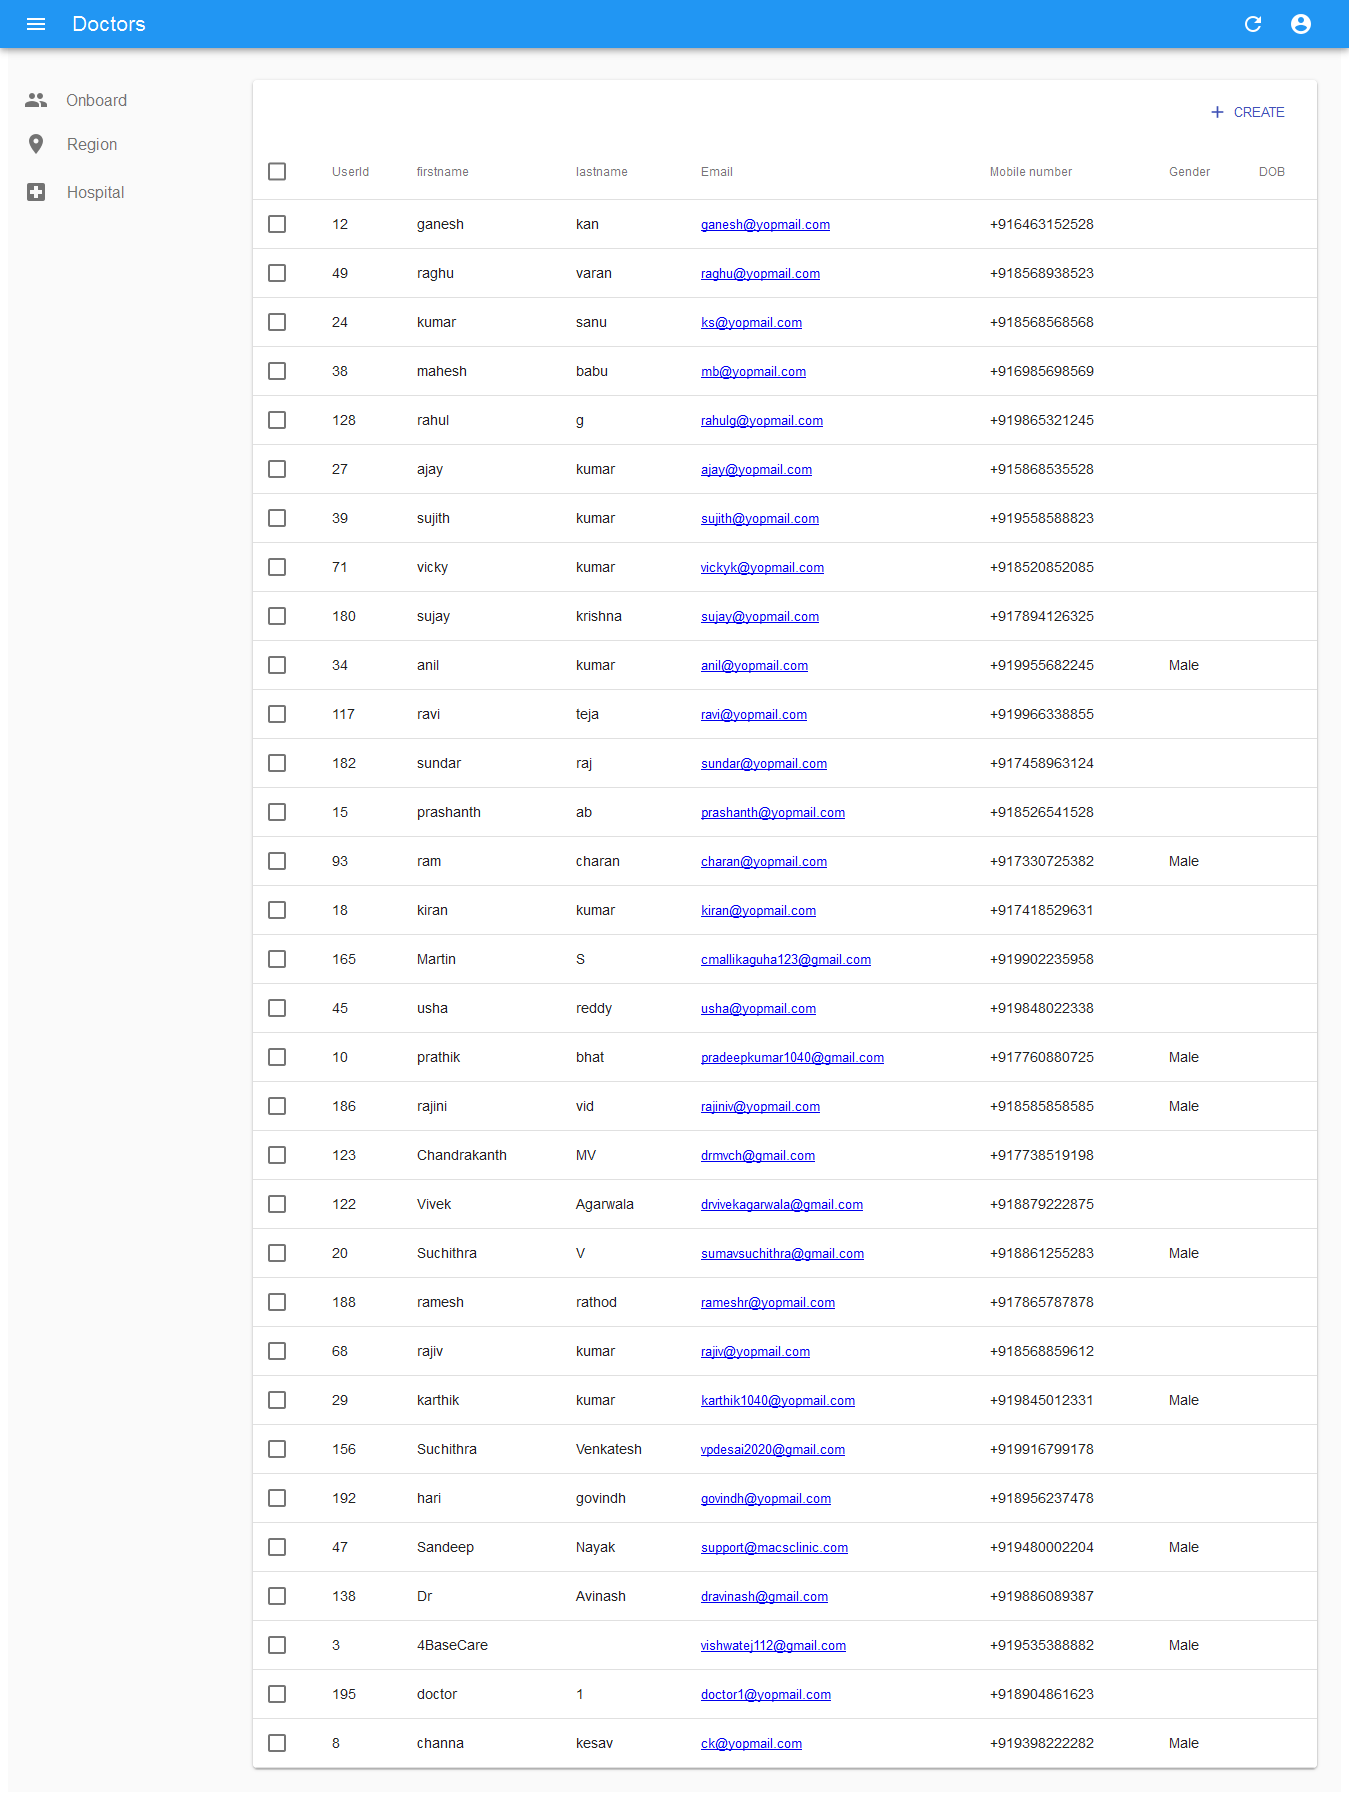 Doctors
Onboard
Region
Hospital
CREATE
UserId firstname lastname Email Mobile number Gender DOB
12 ganesh kan ganesh@yopmail.com +916463152528
49 raghu varan raghu@yopmail.com +918568938523
24 kumar sanu ks@yopmail.com +918568568568
38 mahesh babu mb@yopmail.com +916985698569
128 rahul g rahulg@yopmail.com +919865321245
27 ajay kumar ajay@yopmail.com +915868535528
39 sujith kumar sujith@yopmail.com +919558588823
71 vicky kumar vickyk@yopmail.com +918520852085
180 sujay krishna sujay@yopmail.com +917894126325
34 anil kumar anil@yopmail.com +919955682245 Male
117 ravi teja ravi@yopmail.com +919966338855
182 sundar raj sundar@yopmail.com +917458963124
15 prashanth ab prashanth@yopmail.com +918526541528
93 ram charan charan@yopmail.com +917330725382 Male
18 kiran kumar kiran@yopmail.com +917418529631
165 Martin S cmallikaguha123@gmail.com +919902235958
45 usha reddy usha@yopmail.com +919848022338
10 prathik bhat pradeepkumar1040@gmail.com +917760880725 Male
186 rajini vid rajiniv@yopmail.com +918585858585 Male
123 Chandrakanth MV drmvch@gmail.com +917738519198
122 Vivek Agarwala drvivekagarwala@gmail.com +918879222875
20 Suchithra V sumavsuchithra@gmail.com +918861255283 Male
188 ramesh rathod rameshr@yopmail.com +917865787878
68 rajiv kumar rajiv@yopmail.com +918568859612
29 karthik kumar karthik1040@yopmail.com +919845012331 Male
156 Suchithra Venkatesh vpdesai2020@gmail.com +919916799178
192 hari govindh govindh@yopmail.com +918956237478
47 Sandeep Nayak support@macsclinic.com +919480002204 Male
138 Dr Avinash dravinash@gmail.com +919886089387
3 4BaseCare vishwatej112@gmail.com +919535388882 Male
195 doctor 1 doctor1@yopmail.com +918904861623
8 channa kesav ck@yopmail.com +919398222282 Male